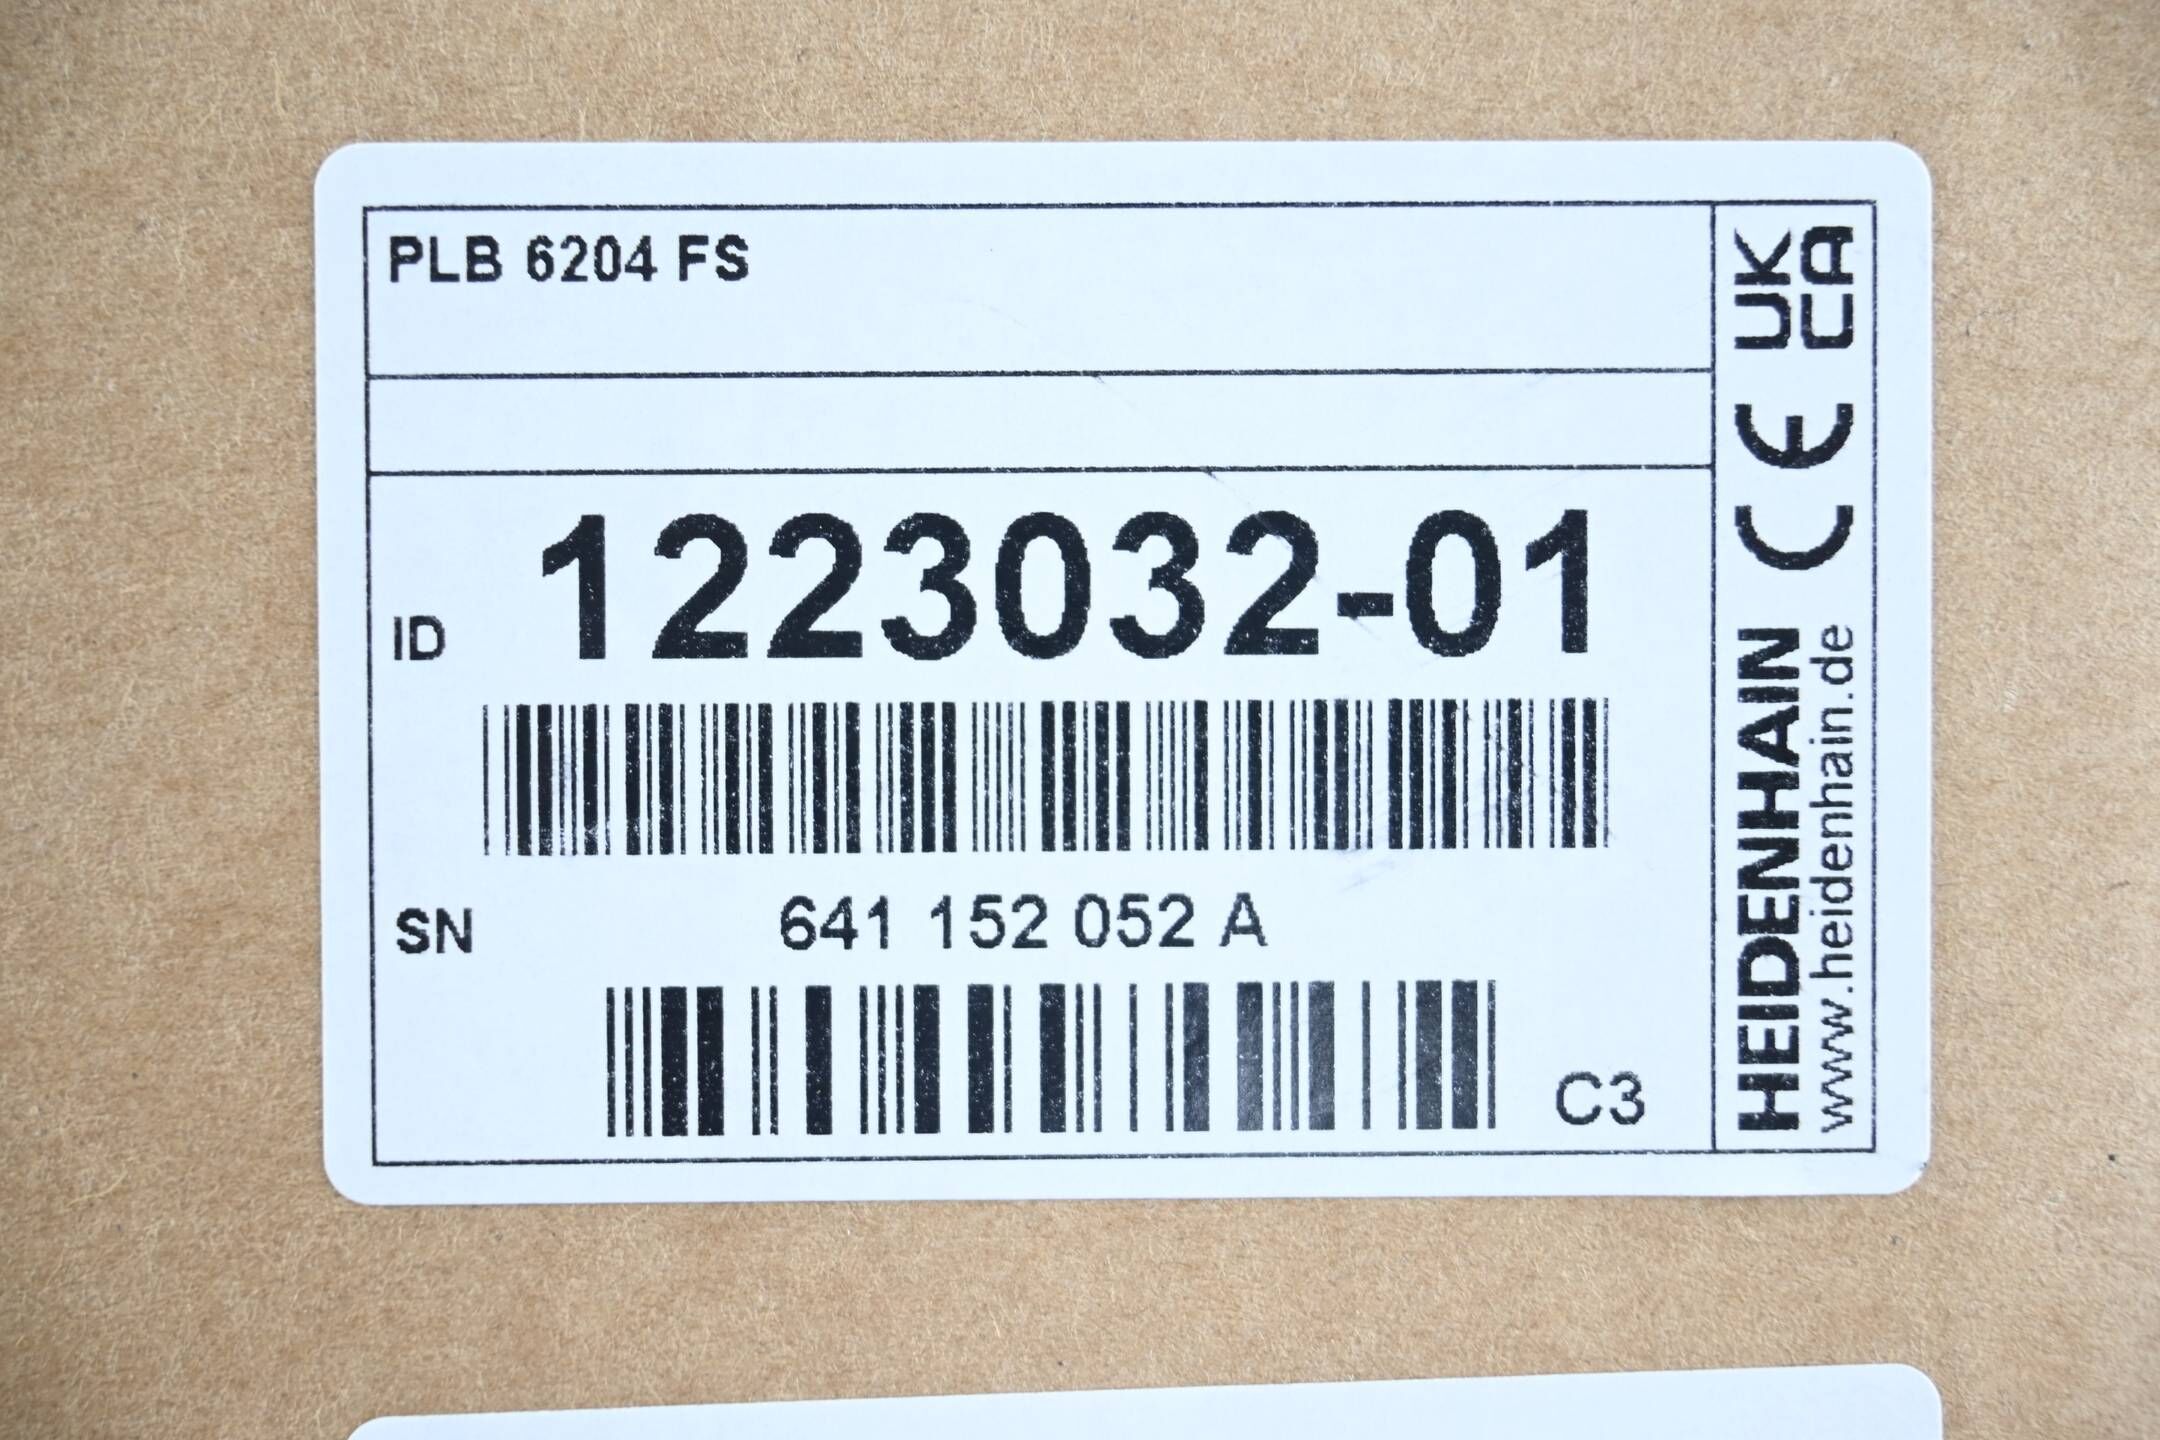 PLB 6204 FS
ID 1223032-01
SN 641 152 052 A
C3
HEIDENHAIN CE UK
CA
www.heidenhain.de